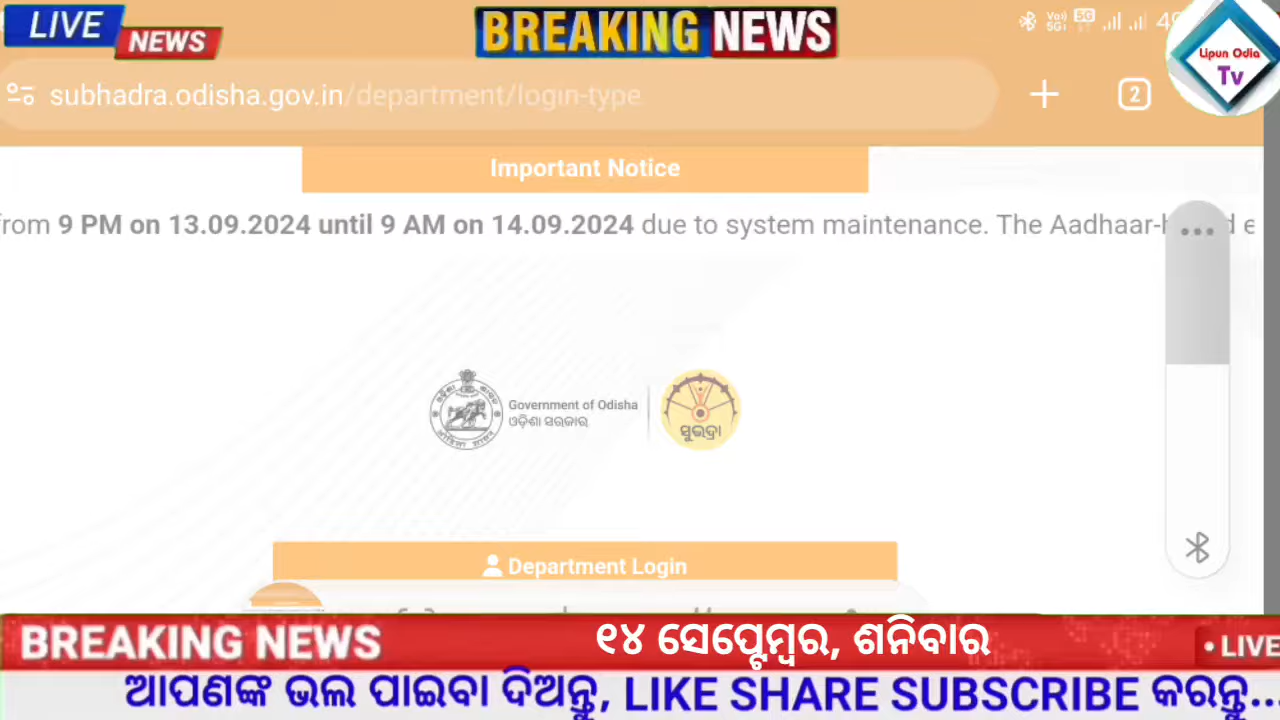 LIVE
NEWS
BREAKING NEWS
Lipun Odia
Tv
subhadra.odisha.gov.in/department/login-type
2
Important Notice
from 9 PM on 13.09.2024 until 9 AM on 14.09.2024 due to system maintenance. The
Government of Odisha
ଓଡ଼ିଶା ସରକାର
ସୁଭଦ୍ରା
Department Login
BREAKING NEWS
୧୪ ସେପ୍ଟେମ୍ବର, ଶନିବାର
• LIVE
ଆପଣଙ୍କ ଭଲ ପାଇବା ଦିଅନ୍ତୁ, LIKE SHARE SUBSCRIBE କରନ୍ତୁ...